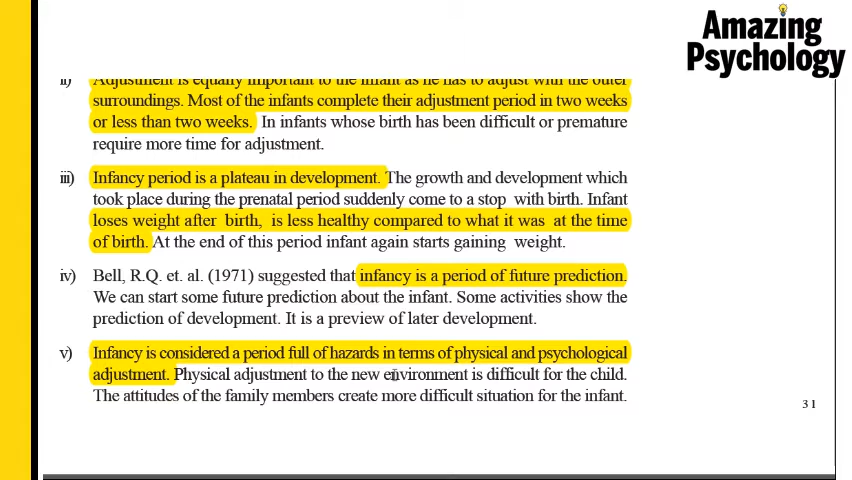 Amazing
Psychology
ii) Adjustment is equally important to the infant as he has to adjust with the outer
surroundings. Most of the infants complete their adjustment period in two weeks
or less than two weeks. In infants whose birth has been difficult or premature
require more time for adjustment.
iii) Infancy period is a plateau in development. The growth and development which
took place during the prenatal period suddenly come to a stop with birth. Infant
loses weight after birth, is less healthy compared to what it was at the time
of birth. At the end of this period infant again starts gaining weight.
iv) Bell, R.Q. et. al. (1971) suggested that infancy is a period of future prediction.
We can start some future prediction about the infant. Some activities show the
prediction of development. It is a preview of later development.
v) Infancy is considered a period full of hazards in terms of physical and psychological
adjustment. Physical adjustment to the new environment is difficult for the child.
The attitudes of the family members create more difficult situation for the infant.
31